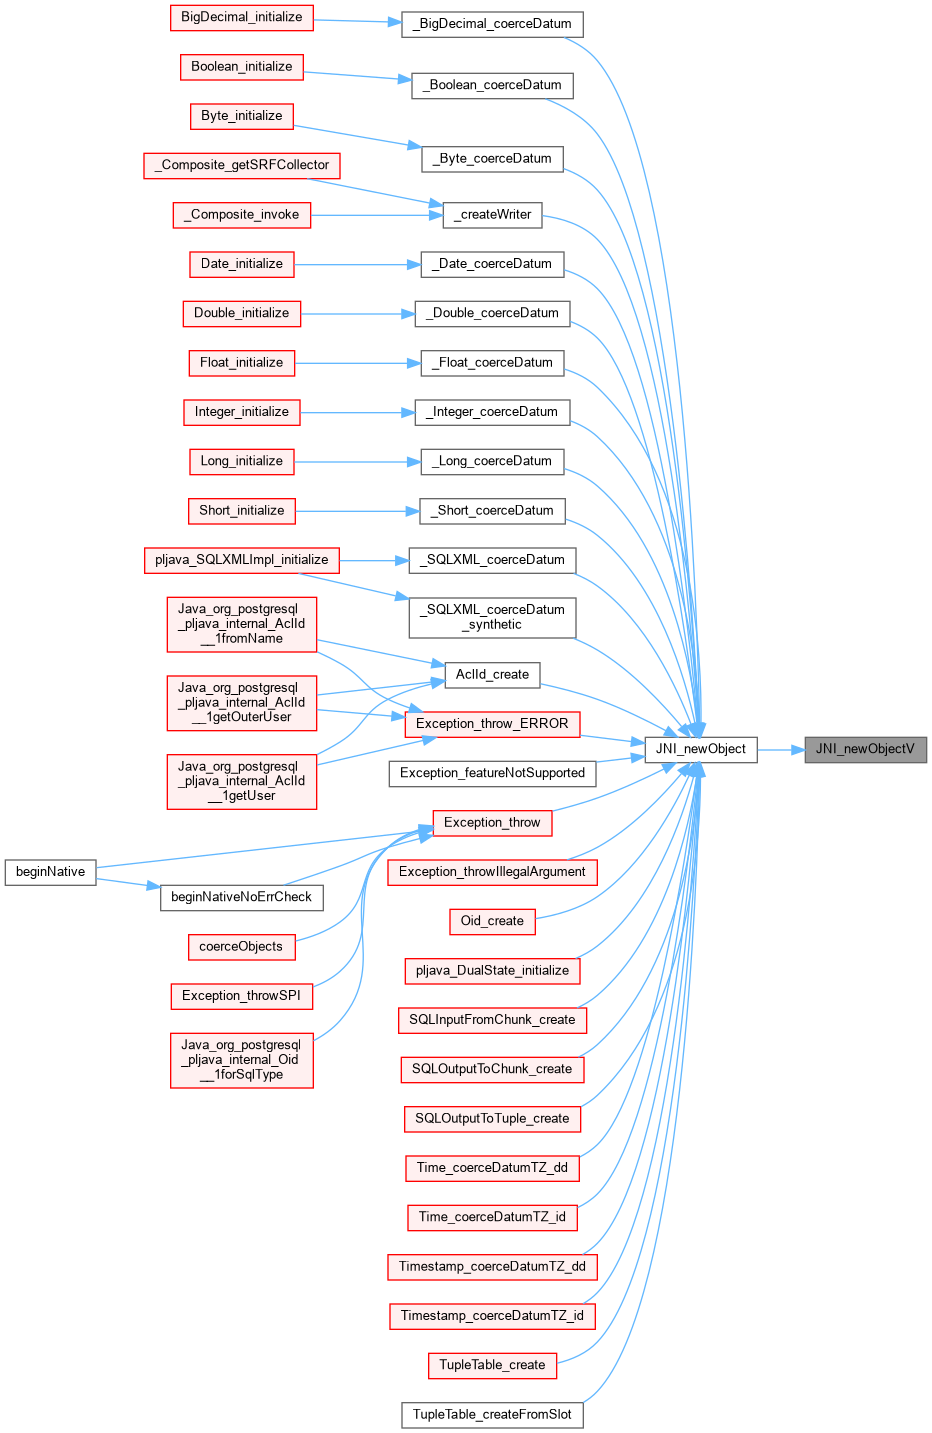 BigDecimal_initialize
_BigDecimal_coerceDatum
Boolean_initialize
_Boolean_coerceDatum
Byte_initialize
_Byte_coerceDatum
_Composite_getSRFCollector
_Composite_invoke
_createWriter
Date_initialize
_Date_coerceDatum
Double_initialize
_Double_coerceDatum
Float_initialize
_Float_coerceDatum
Integer_initialize
_Integer_coerceDatum
Long_initialize
_Long_coerceDatum
Short_initialize
_Short_coerceDatum
pljava_SQLXMLImpl_initialize
_SQLXML_coerceDatum
_SQLXML_coerceDatum
_synthetic
Java_org_postgresql
_pljava_internal_AclId
__1fromName
AclId_create
Java_org_postgresql
_pljava_internal_AclId
__1getOuterUser
Exception_throw_ERROR
JNI_newObject
JNI_newObjectV
Java_org_postgresql
_pljava_internal_AclId
__1getUser
Exception_featureNotSupported
Exception_throw
beginNative
beginNativeNoErrCheck
Exception_throwIllegalArgument
Oid_create
coerceObjects
pljava_DualState_initialize
Exception_throwSPI
SQLInputFromChunk_create
Java_org_postgresql
_pljava_internal_Oid
__1forSqlType
SQLOutputToChunk_create
SQLOutputToTuple_create
Time_coerceDatumTZ_dd
Time_coerceDatumTZ_id
Timestamp_coerceDatumTZ_dd
Timestamp_coerceDatumTZ_id
TupleTable_create
TupleTable_createFromSlot